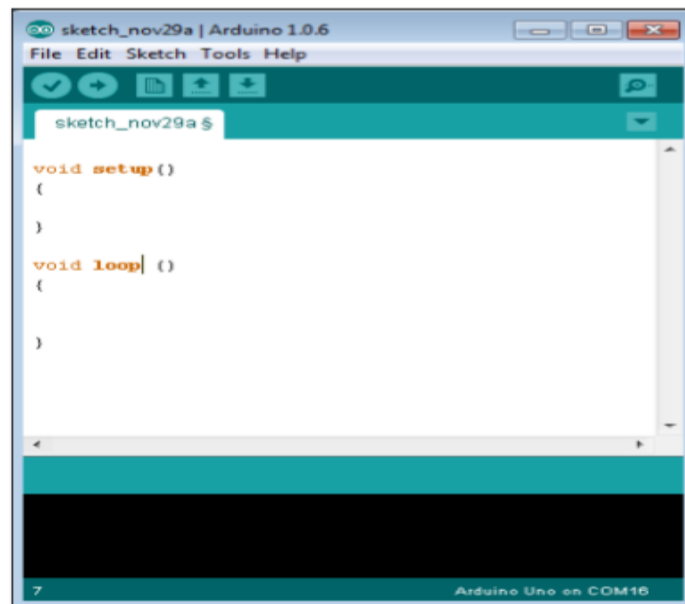 sketch_nov29a | Arduino 1.0.6
File Edit Sketch Tools Help
sketch_nov29a §
void setup()
{
}
void loop ()
{
}
7 Arduino Uno on COM16